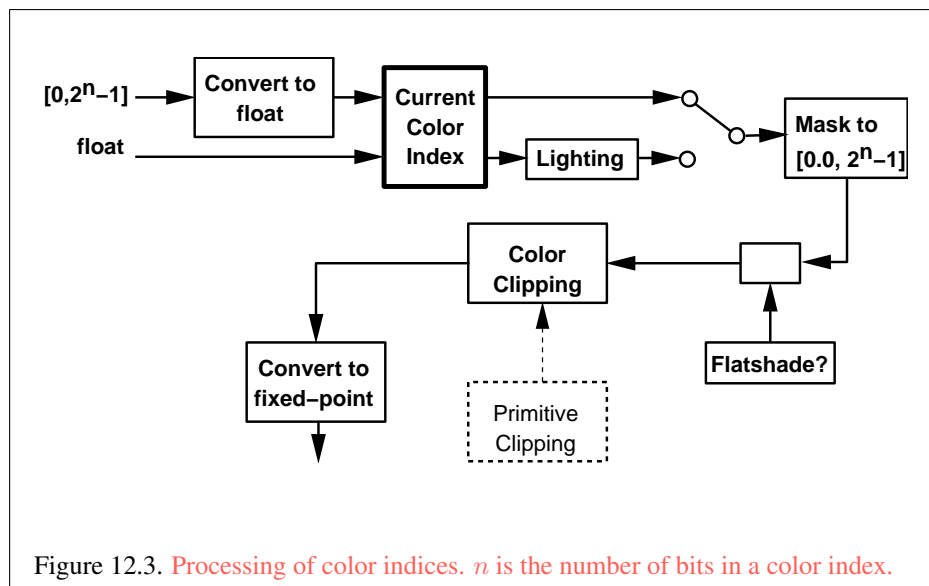 [0,2ⁿ−1]
Convert to
float
float
Current
Color
Index
Lighting
Mask to
[0.0, 2ⁿ−1]
Color
Clipping
Flatshade?
Convert to
fixed−point
Primitive
Clipping
Figure 12.3. Processing of color indices. n is the number of bits in a color index.